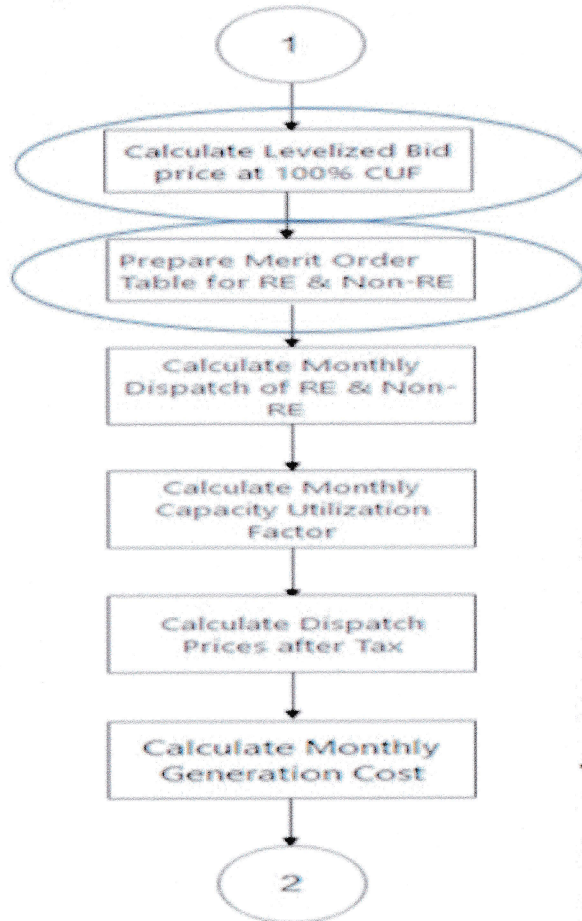 1
Calculate Levelized Bid
price at 100% CUF
Prepare Merit Order
Table for RE & Non-RE
Calculate Monthly
Dispatch of RE & Non-
RE
Calculate Monthly
Capacity Utilization
Factor
Calculate Dispatch
Prices after Tax
Calculate Monthly
Generation Cost
2